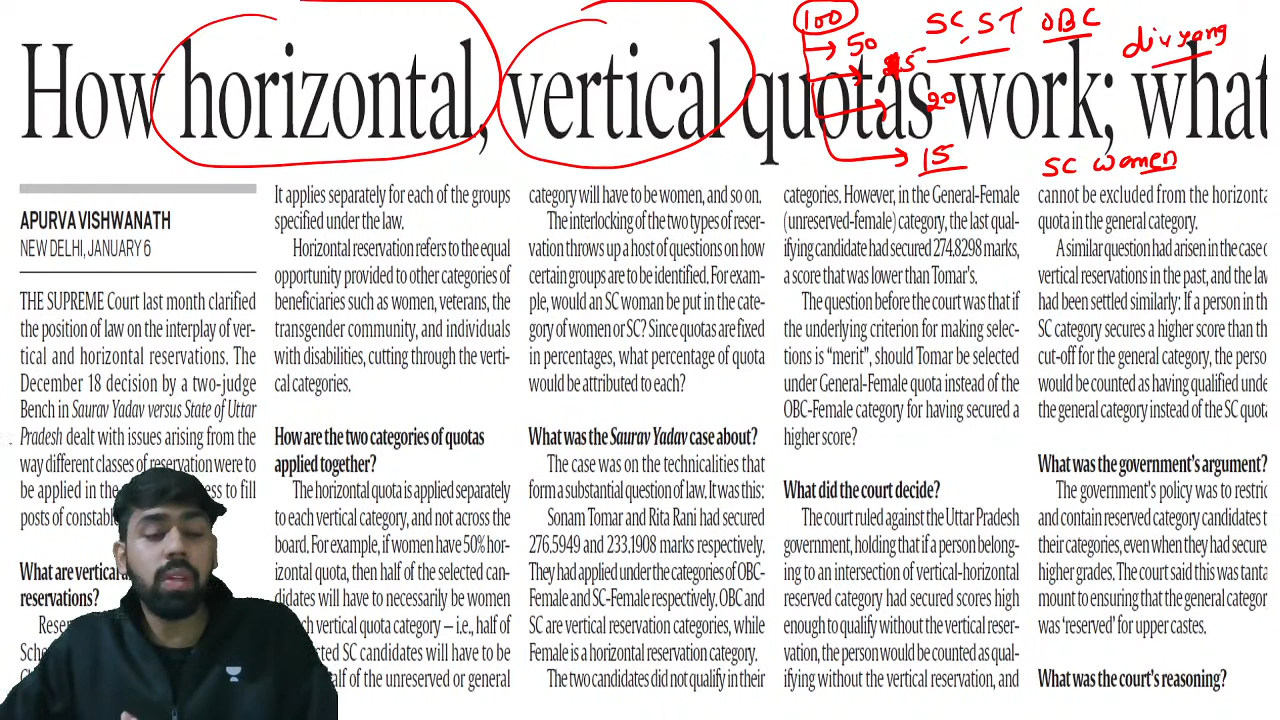 How horizontal, vertical quotas work; what
100
50
SC, ST OBC
divyang
20
15
SC women
APURVA VISHWANATH
NEW DELHI, JANUARY 6
THE SUPREME Court last month clarified
the position of law on the interplay of ver-
tical and horizontal reservations. The
December 18 decision by a two-judge
Bench in Saurav Yadav versus State of Uttar
Pradesh dealt with issues arising from the
way different classes of reservation were to
be applied in the
posts of constab
What are vertical
reservations?
It applies separately for each of the groups
specified under the law.
Horizontal reservation refers to the equal
opportunity provided to other categories of
beneficiaries such as women, veterans, the
transgender community, and individuals
with disabilities, cutting through the verti-
cal categories.
How are the two categories of quotas
applied together?
The horizontal quota is applied separately
to each vertical category, and not across the
board. For example, if women have 50% hor-
izontal quota, then half of the selected can-
didates will have to necessarily be women
vertical quota category — i.e., half of
SC candidates will have to be
of the unreserved or general
category will have to be women, and so on.
The interlocking of the two types of reser-
vation throws up a host of questions on how
certain groups are to be identified. For exam-
ple, would an SC woman be put in the cate-
gory of women or SC? Since quotas are fixed
in percentages, what percentage of quota
would be attributed to each?
What was the Saurav Yadav case about?
The case was on the technicalities that
form a substantial question of law. It was this:
Sonam Tomar and Rita Rani had secured
276.5949 and 233.1908 marks respectively.
They had applied under the categories of OBC-
Female and SC-Female respectively. OBC and
SC are vertical reservation categories, while
Female is a horizontal reservation category.
The two candidates did not qualify in their
categories. However, in the General-Female
(unreserved-female) category, the last qual-
ifying candidate had secured 274.8298 marks,
a score that was lower than Tomar's.
The question before the court was that if
the underlying criterion for making selec-
tions is “merit”, should Tomar be selected
under General-Female quota instead of the
OBC-Female category for having secured a
higher score?
What did the court decide?
The court ruled against the Uttar Pradesh
government, holding that if a person belong-
ing to an intersection of vertical-horizontal
reserved category had secured scores high
enough to qualify without the vertical reser-
vation, the person would be counted as qual-
ifying without the vertical reservation, and
cannot be excluded from the horizonta
quota in the general category.
A similar question had arisen in the case o
vertical reservations in the past, and the law
had been settled similarly: If a person in th
SC category secures a higher score than th
cut-off for the general category, the perso
would be counted as having qualified unde
the general category instead of the SC quota
What was the government's argument?
The government's policy was to restric
and contain reserved category candidates t
their categories, even when they had secure
higher grades. The court said this was tanta
mount to ensuring that the general categor
was ‘reserved’ for upper castes.
What was the court's reasoning?